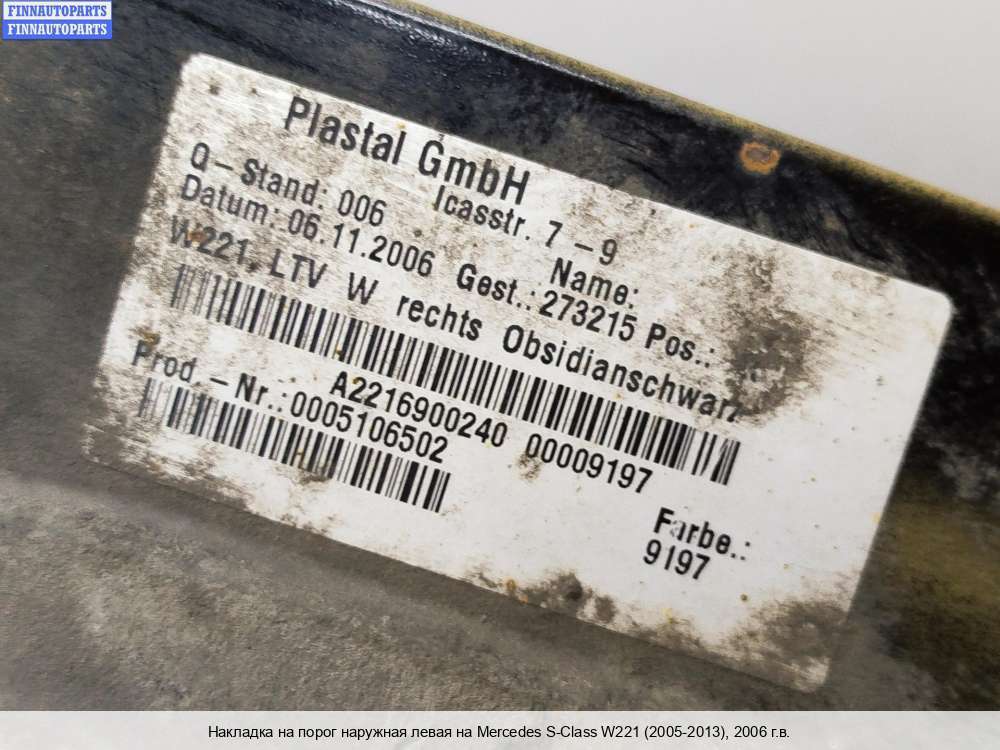 FINNAUTOPARTS
FINNAUTOPARTS
Plastal GmbH
Icasstr. 7-9
Q-Stand: 006 Name:
Datum: 06.11.2006 Gest.: 273215 Pos.:
W221, LTV W rechts Obsidianschwarz
A2216900240 00009197
Prod.-Nr.:0005106502
Farbe.:
9197
Накладка на порог наружная левая на Mercedes S-Class W221 (2005-2013), 2006 г.в.